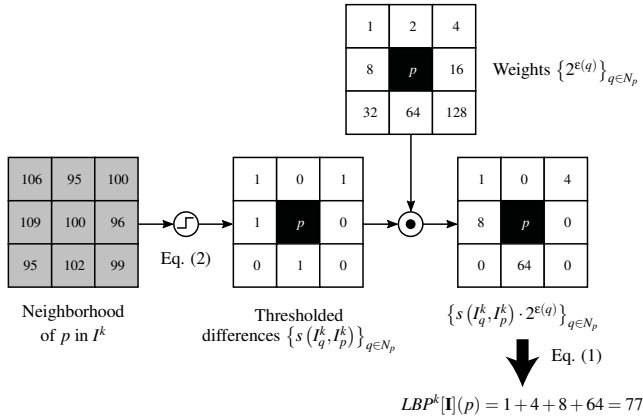 1 2 4
8 p 16
32 64 128
Weights {2^ε(q)}_q∈N_p
106 95 100
109 100 96
95 102 99
Eq. (2)
1 0 1
1 p 0
0 1 0
1 0 4
8 p 0
0 64 0
Neighborhood
of p in I^k
Thresholded
differences {s(I_q^k, I_p^k)}_q∈N_p
{s(I_q^k, I_p^k) · 2^ε(q)}_q∈N_p
Eq. (1)
LBP^k[I](p) = 1 + 4 + 8 + 64 = 77